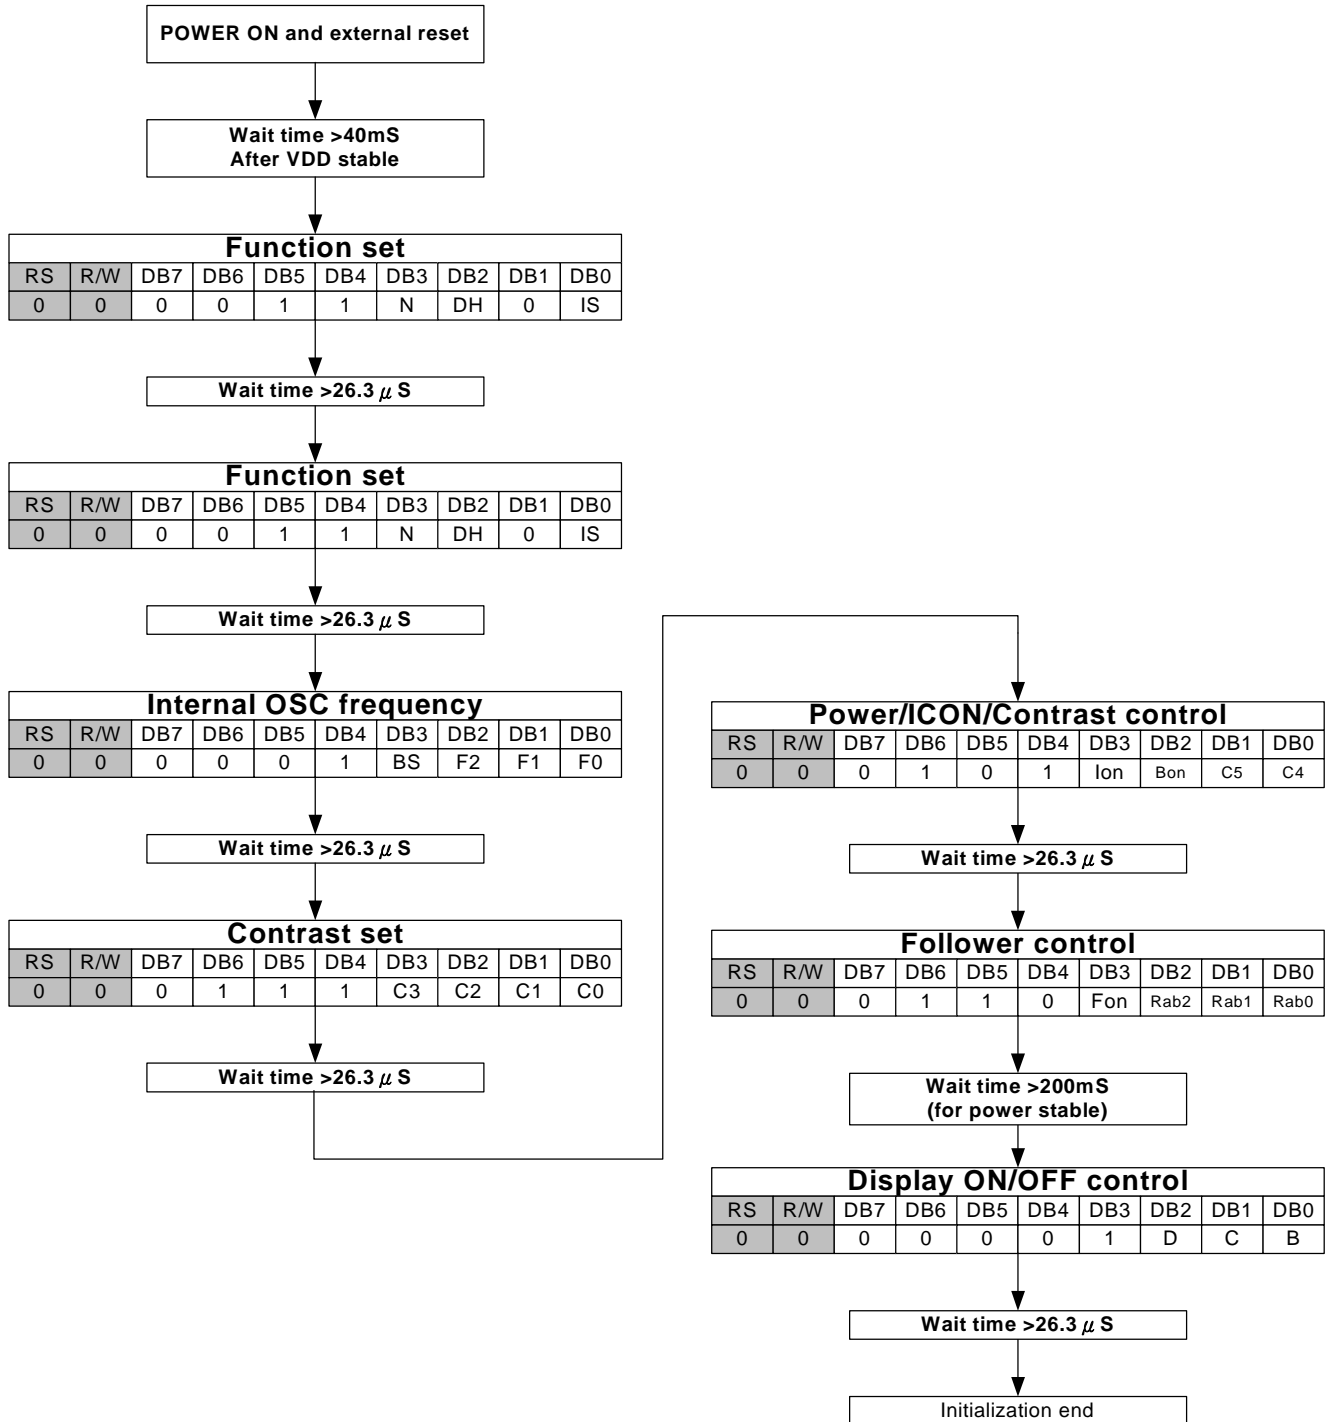 POWER ON and external reset
Wait time >40mS
After VDD stable
Function set
RS R/W DB7 DB6 DB5 DB4 DB3 DB2 DB1 DB0
0 0 0 0 1 1 N DH 0 IS
Wait time >26.3 μ S
Function set
RS R/W DB7 DB6 DB5 DB4 DB3 DB2 DB1 DB0
0 0 0 0 1 1 N DH 0 IS
Wait time >26.3 μ S
Internal OSC frequency
RS R/W DB7 DB6 DB5 DB4 DB3 DB2 DB1 DB0
0 0 0 0 0 1 BS F2 F1 F0
Wait time >26.3 μ S
Contrast set
RS R/W DB7 DB6 DB5 DB4 DB3 DB2 DB1 DB0
0 0 0 1 1 1 C3 C2 C1 C0
Wait time >26.3 μ S
Power/ICON/Contrast control
RS R/W DB7 DB6 DB5 DB4 DB3 DB2 DB1 DB0
0 0 0 1 0 1 Ion Bon C5 C4
Wait time >26.3 μ S
Follower control
RS R/W DB7 DB6 DB5 DB4 DB3 DB2 DB1 DB0
0 0 0 1 1 0 Fon Rab2 Rab1 Rab0
Wait time >200mS
(for power stable)
Display ON/OFF control
RS R/W DB7 DB6 DB5 DB4 DB3 DB2 DB1 DB0
0 0 0 0 0 0 1 D C B
Wait time >26.3 μ S
Initialization end